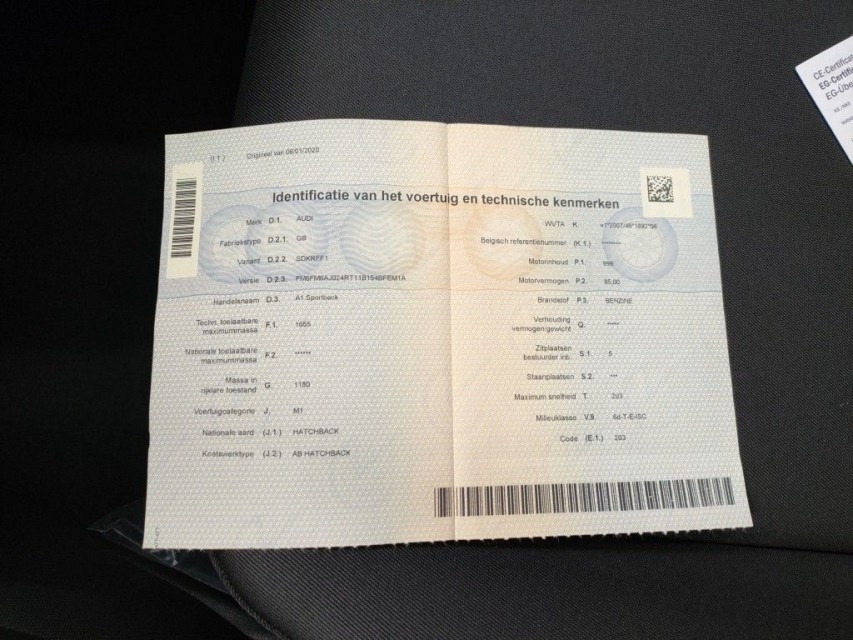 (I.1) Origineel van 06/01/2020
Identificatie van het voertuig en technische kenmerken
Merk D.1. AUDI
Fabriekstype D.2.1. GB
Variant D.2.2. SDKRFF1
Versie D.2.3. FM6FM6AJ024RT11B154BFEM1A
Handelsnaam D.3. A1 Sportback
Techn. toelaatbare
maximummassa F.1. 1655
Nationale toelaatbare
maximummassa F.2. ******
Massa in
rijklare toestand G. 1180
Voertuigcategorie J. M1
Nationale aard (J.1.) HATCHBACK
Koetswerktype (J.2.) AB HATCHBACK
WVTA K.
Belgisch referentienummer (K.1.)
Motorinhoud P.1. 999
Motorvermogen P.2. 85,00
Brandstof P.3. BENZINE
Verhouding
vermogen/gewicht Q. *****
Zitplaatsen
bestuurder inb. S.1. 5
Staanplaatsen S.2. ***
Maximum snelheid T. 203
Milieuklasse V.9. 6d-T-E-ISC
Code (E.1.) 203
CE-Certifica
EG-Certifi
EG-Übe